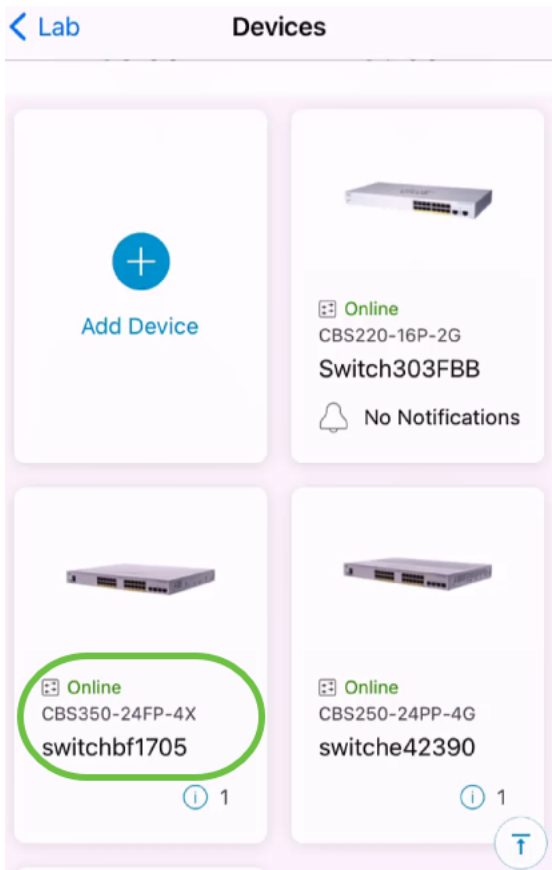 Lab
Devices
Add Device
Online
CBS220-16P-2G
Switch303FBB
No Notifications
Online
CBS350-24FP-4X
switchbf1705
1
Online
CBS250-24PP-4G
switche42390
1